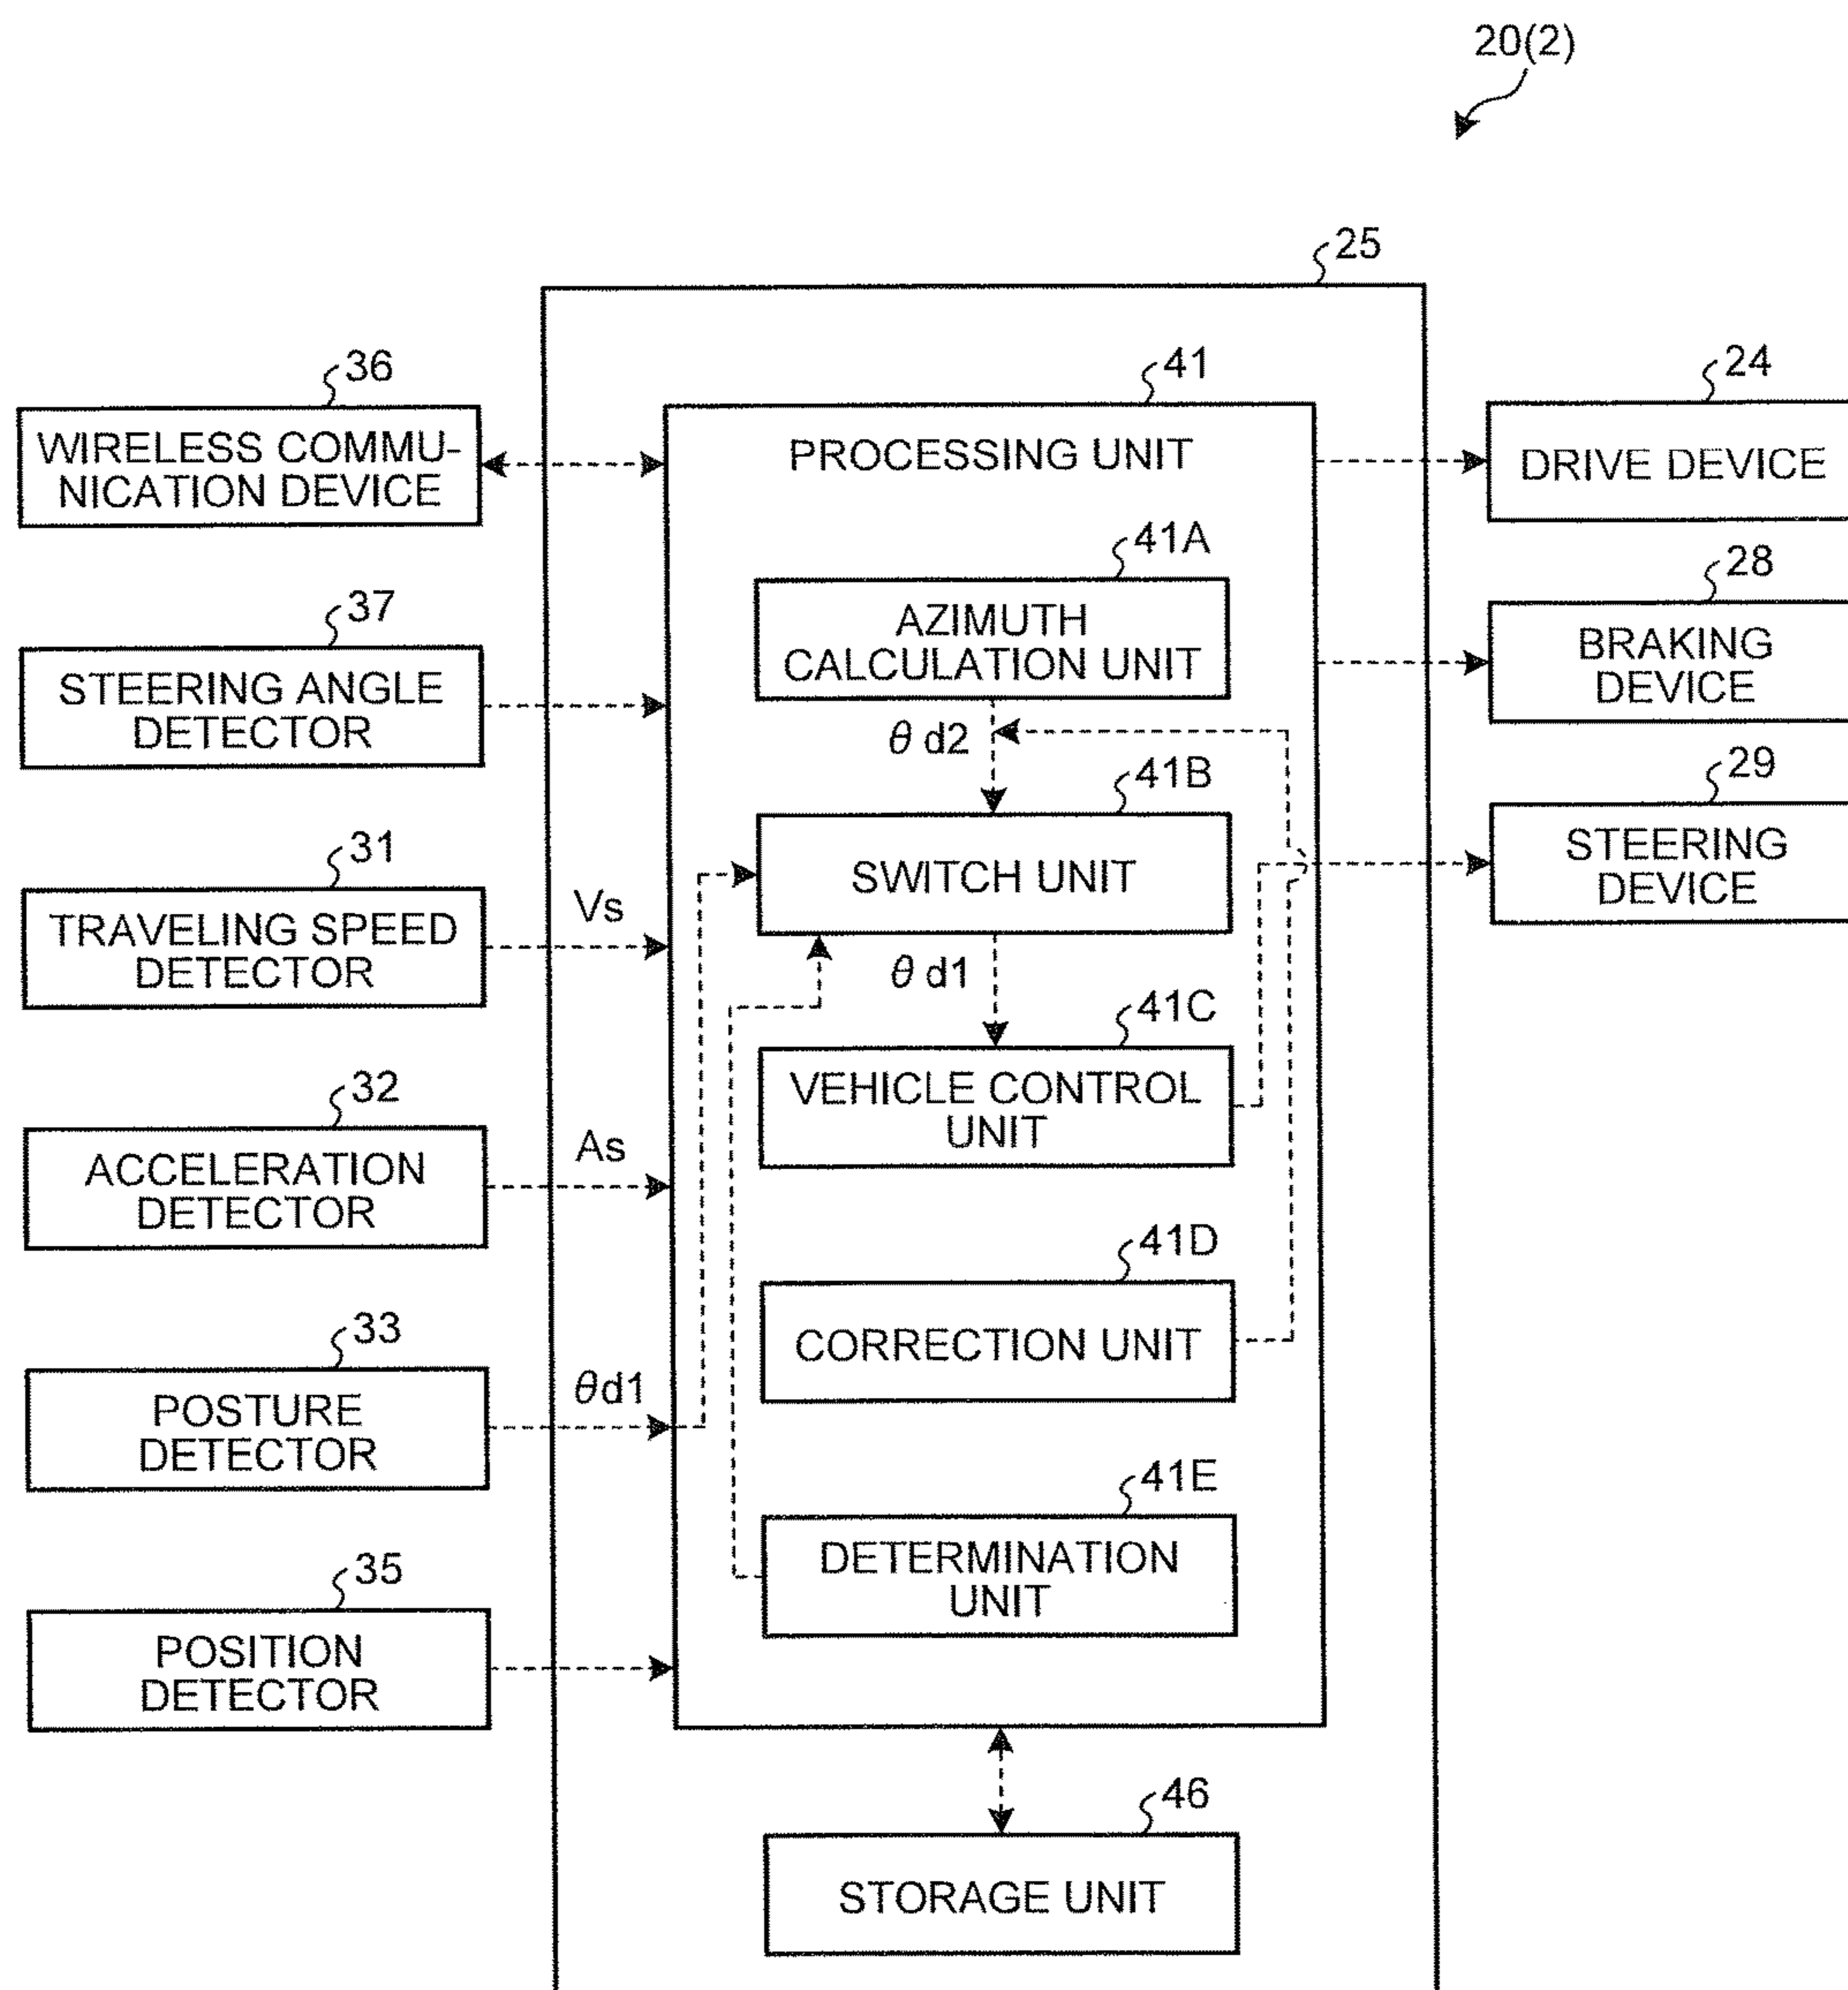 20(2)
25
36
WIRELESS COMMU-
NICATION DEVICE
37
STEERING ANGLE
DETECTOR
31
TRAVELING SPEED
DETECTOR
Vs
32
ACCELERATION
DETECTOR
As
33
POSTURE
DETECTOR
θd1
35
POSITION
DETECTOR
41
PROCESSING UNIT
41A
AZIMUTH
CALCULATION UNIT
θ d2
41B
SWITCH UNIT
θ d1
41C
VEHICLE CONTROL
UNIT
41D
CORRECTION UNIT
41E
DETERMINATION
UNIT
46
STORAGE UNIT
24
DRIVE DEVICE
28
BRAKING
DEVICE
29
STEERING
DEVICE